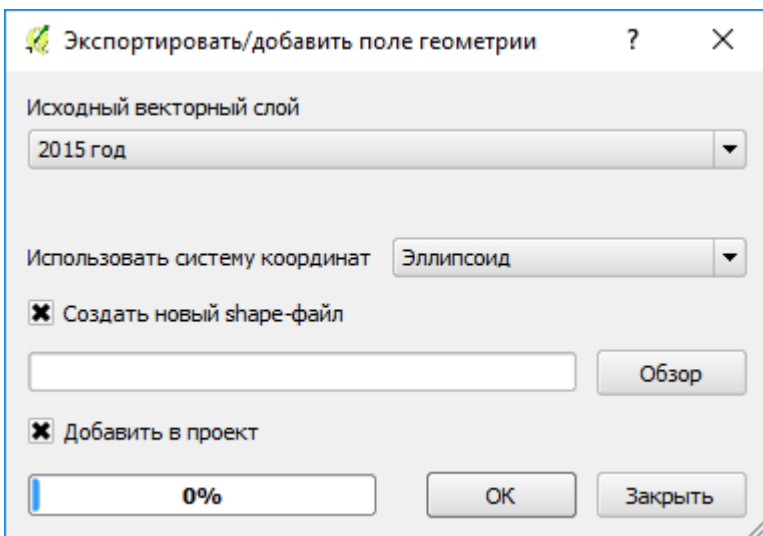 Экспортировать/добавить поле геометрии ?
Исходный векторный слой
2015 год
Использовать систему координат Эллипсоид
Создать новый shape-файл
Обзор
Добавить в проект
0% OK Закрыть